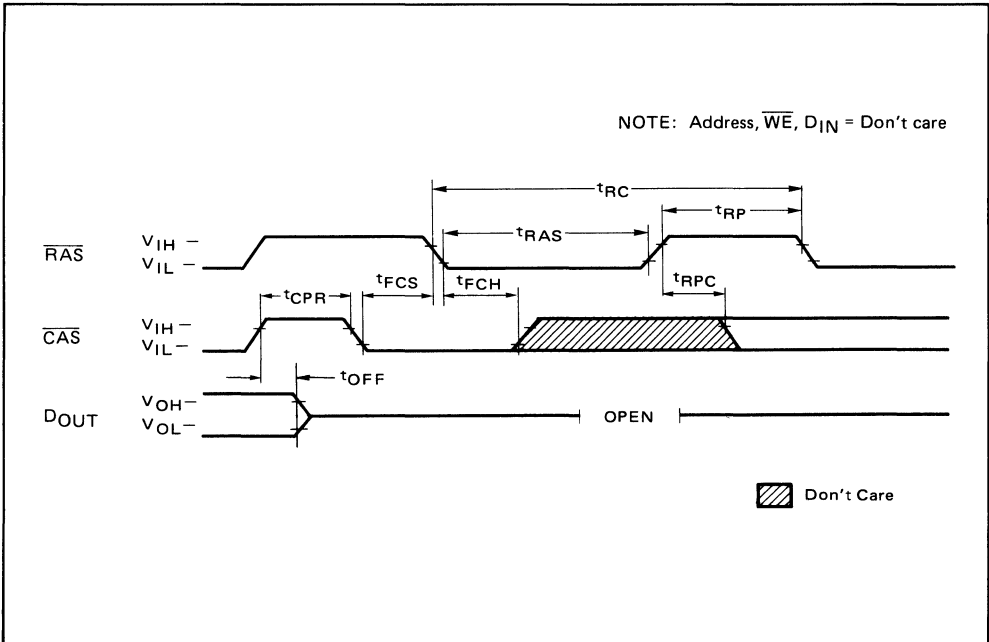 NOTE: Address, WE, DIN = Don't care
tRC
tRP
tRAS
RAS
VIH
VIL
tCPR
tFCS
tFCH
tRPC
CAS
VIH
VIL
tOFF
DOUT
VOH
VOL
OPEN
Don't Care